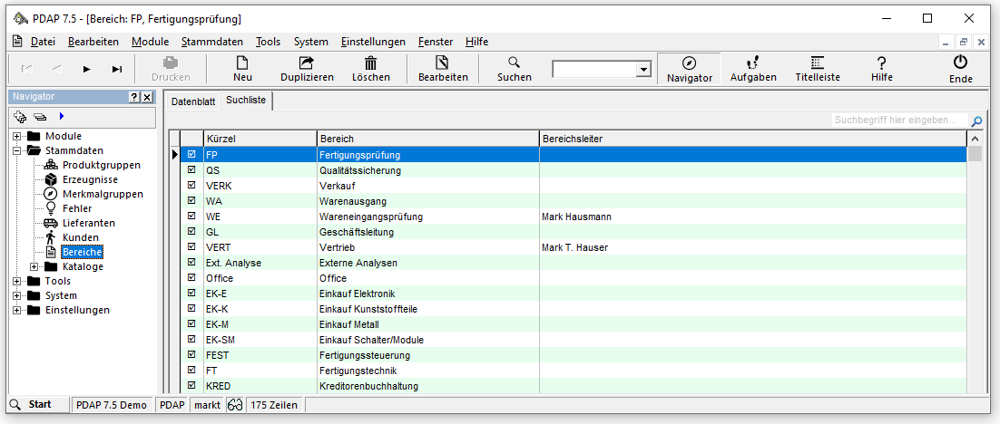 PDAP 7.5 - [Bereich: FP, Fertigungsprüfung]
Datei Bearbeiten Module Stammdaten Tools System Einstellungen Fenster Hilfe
Drucken Neu Duplizieren Löschen Bearbeiten Suchen Navigator Aufgaben Titelleiste Hilfe Ende
Navigator
Module
Stammdaten
Produktgruppen
Erzeugnisse
Merkmalgruppen
Fehler
Lieferanten
Kunden
Bereiche
Kataloge
Tools
System
Einstellungen
Datenblatt Suchliste
Suchbegriff hier eingeben...
Kürzel Bereich Bereichsleiter
FP Fertigungsprüfung
QS Qualitätssicherung
VERK Verkauf
WA Warenausgang
WE Wareneingangsprüfung Mark Hausmann
GL Geschäftsleitung
VERT Vertrieb Mark T. Hauser
Ext. Analyse Externe Analysen
Office Office
EK-E Einkauf Elektronik
EK-K Einkauf Kunststoffteile
EK-M Einkauf Metall
EK-SM Einkauf Schalter/Module
FEST Fertigungssteuerung
FT Fertigungstechnik
KRED Kreditorenbuchhaltung
Start PDAP 7.5 Demo PDAP markt 175 Zeilen